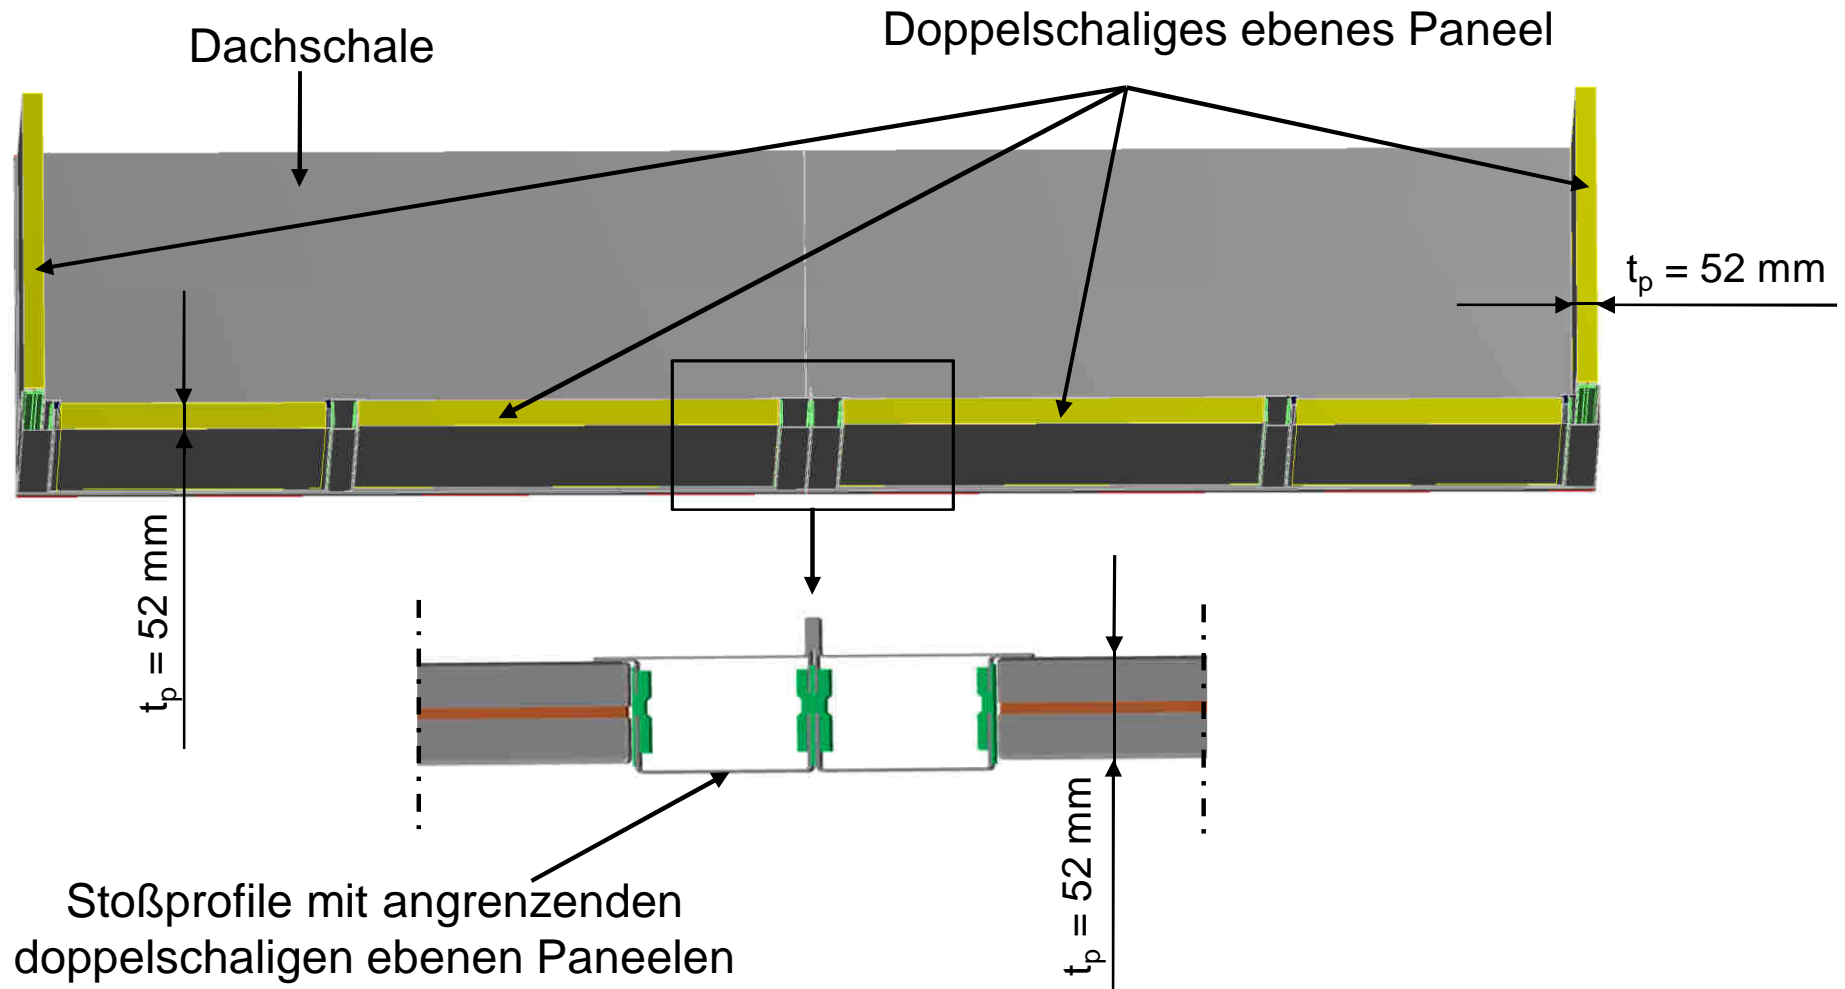 Dachschale
Doppelschaliges ebenes Paneel
tp = 52 mm
tp = 52 mm
tp = 52 mm
Stoßprofile mit angrenzenden
doppelschaligen ebenen Paneelen